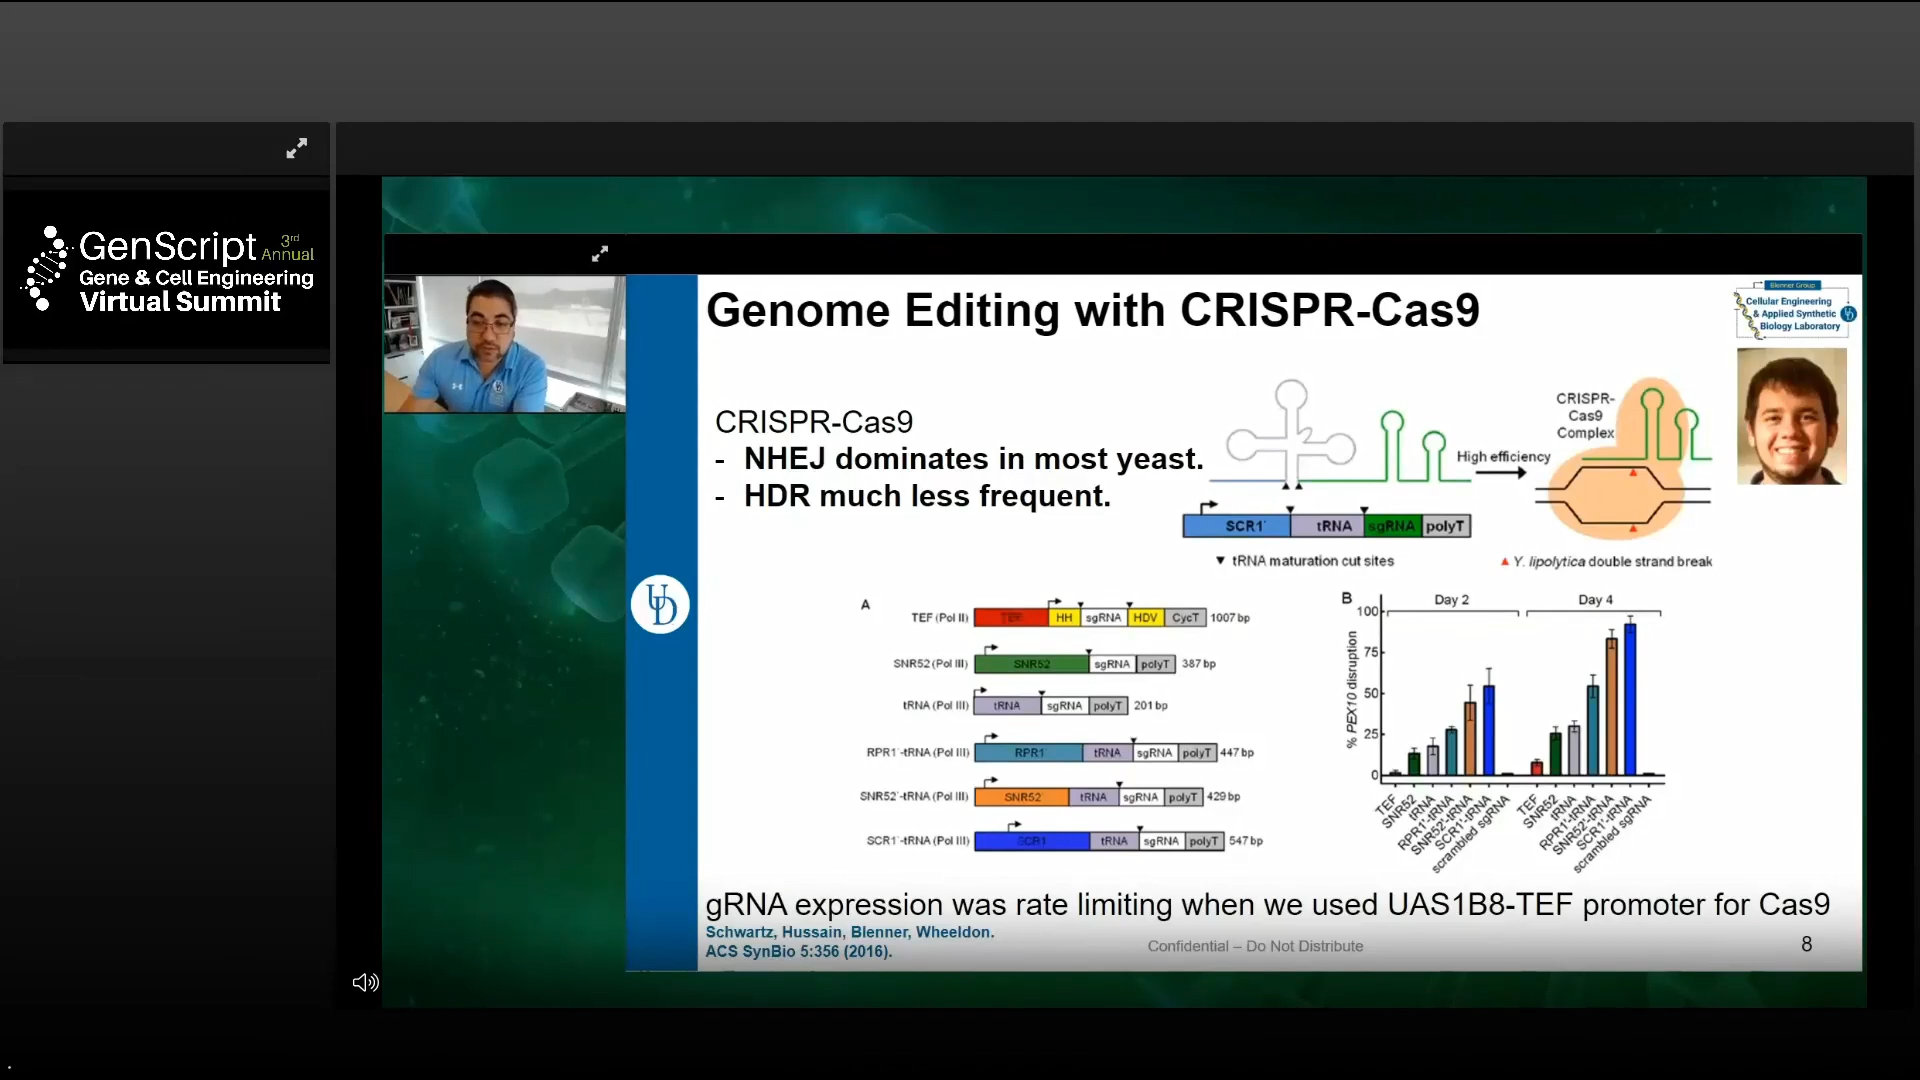 GenScript 3rd Annual
Gene & Cell Engineering
Virtual Summit
Genome Editing with CRISPR-Cas9
Blenner Group
Cellular Engineering
& Applied Synthetic
Biology Laboratory
CRISPR-Cas9
- NHEJ dominates in most yeast.
- HDR much less frequent.
High efficiency
CRISPR-
Cas9
Complex
SCR1' tRNA sgRNA polyT
▼ tRNA maturation cut sites
▲ Y. lipolytica double strand break
UD
A
TEF (Pol II) TEF HH sgRNA HDV CycT 1007 bp
SNR52 (Pol III) SNR52 sgRNA polyT 387 bp
tRNA (Pol III) tRNA sgRNA polyT 201 bp
RPR1'-tRNA (Pol III) RPR1' tRNA sgRNA polyT 447 bp
SNR52'-tRNA (Pol III) SNR52' tRNA sgRNA polyT 429 bp
SCR1'-tRNA (Pol III) SCR1' tRNA sgRNA polyT 547 bp
B
Day 2 Day 4
% PEX10 disruption
100
75
50
25
0
TEF SNR52 tRNA RPR1'-tRNA SNR52'-tRNA SCR1'-tRNA scrambled sgRNA
TEF SNR52 tRNA RPR1'-tRNA SNR52'-tRNA SCR1'-tRNA scrambled sgRNA
gRNA expression was rate limiting when we used UAS1B8-TEF promoter for Cas9
Schwartz, Hussain, Blenner, Wheeldon.
ACS SynBio 5:356 (2016).
Confidential – Do Not Distribute
8